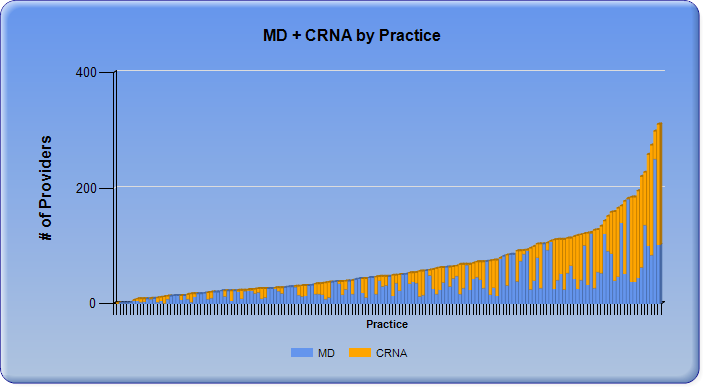 MD + CRNA by Practice
400
200
0
# of Providers
Practice
MD CRNA